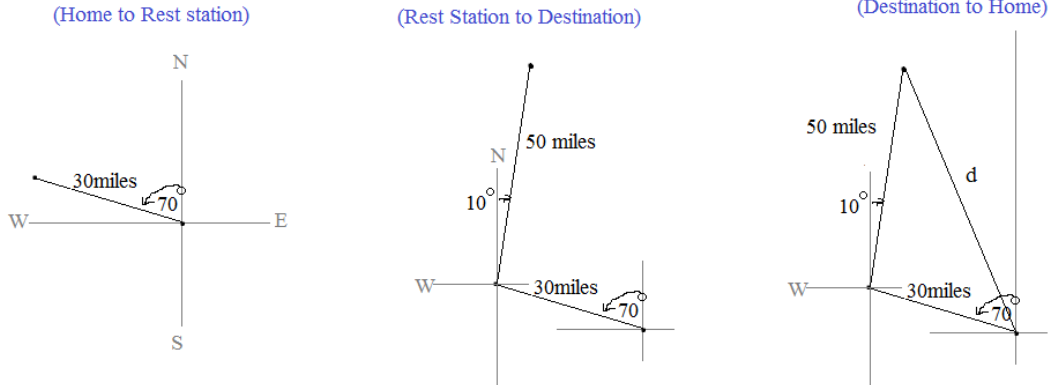 (Home to Rest station)
N
30miles
70
W
E
S
(Rest Station to Destination)
50 miles
N
10°
W
30miles
70
(Destination to Home)
50 miles
d
10°
W
30miles
70